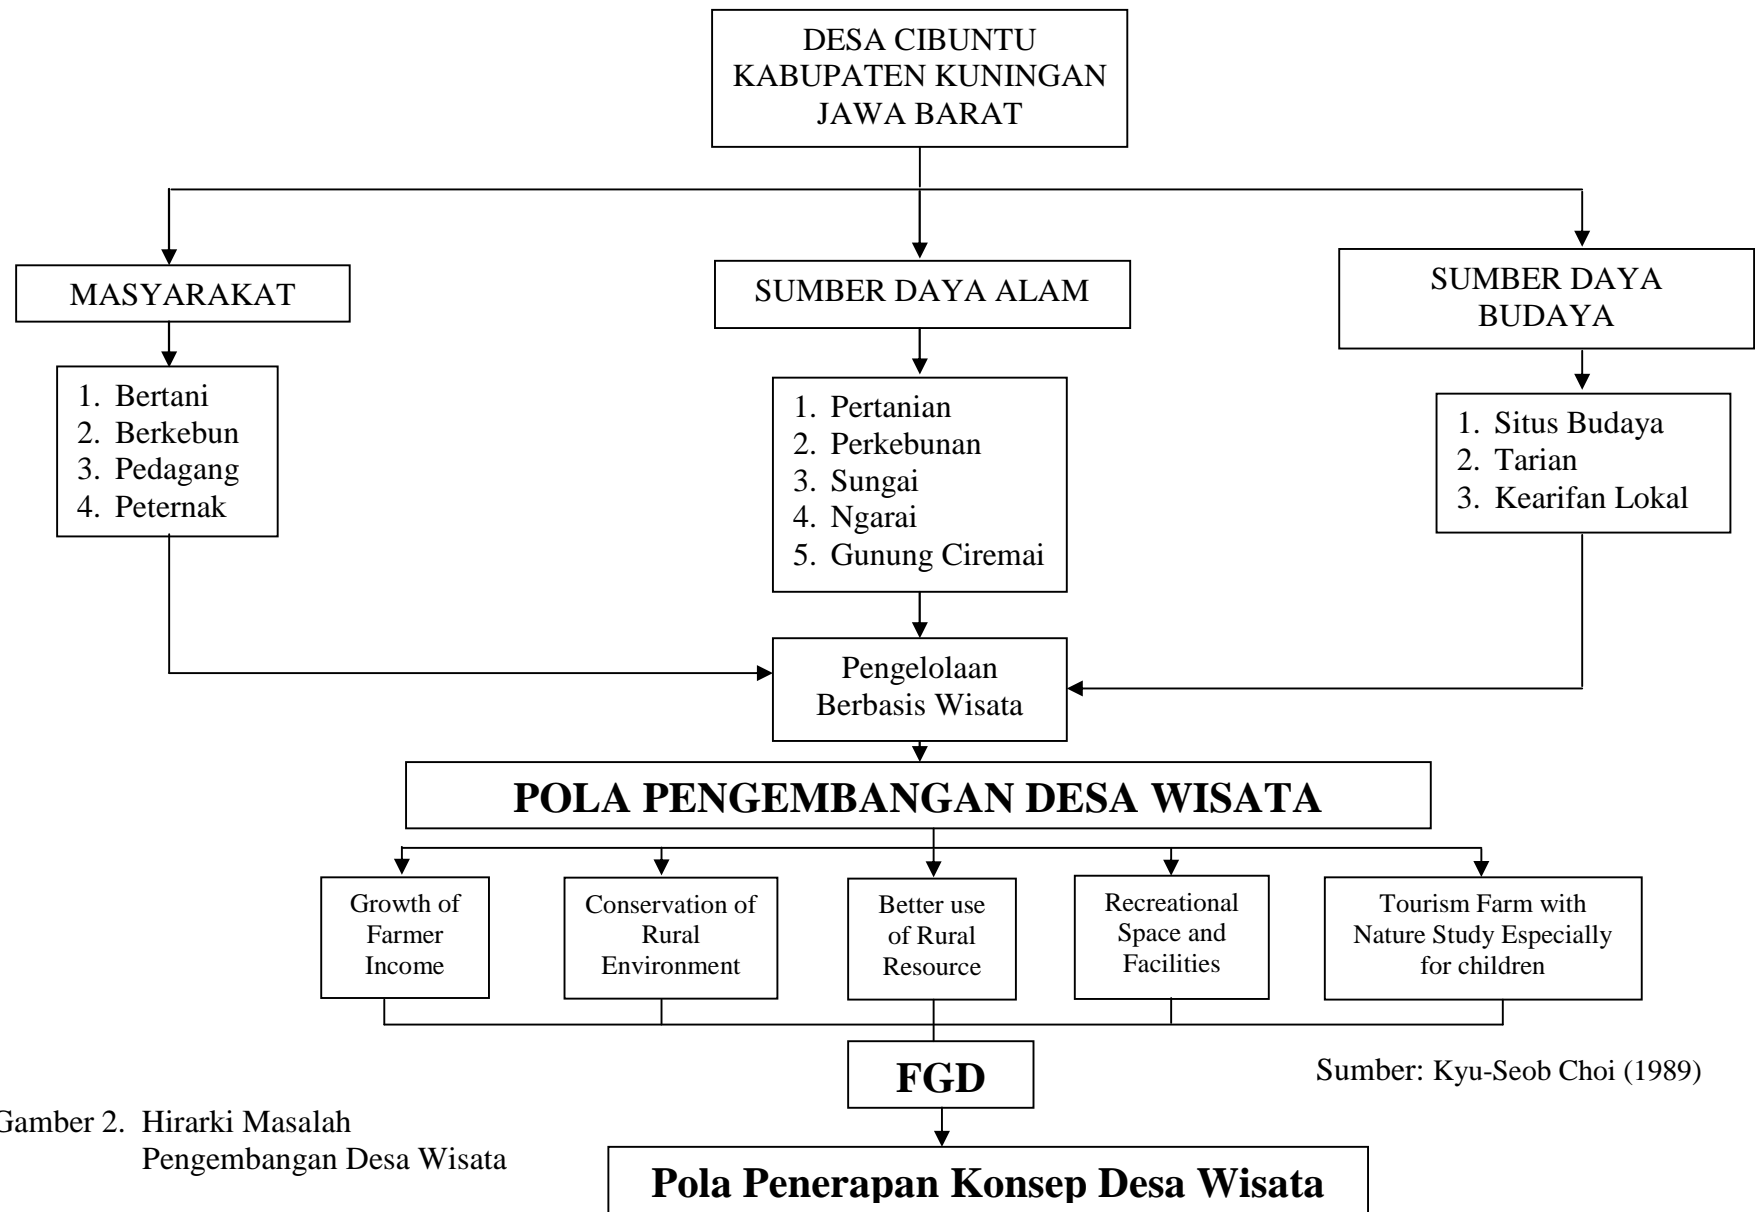 DESA CIBUNTU
KABUPATEN KUNINGAN
JAWA BARAT
MASYARAKAT
SUMBER DAYA ALAM
SUMBER DAYA
BUDAYA
1. Bertani
2. Berkebun
3. Pedagang
4. Peternak
1. Pertanian
2. Perkebunan
3. Sungai
4. Ngarai
5. Gunung Ciremai
1. Situs Budaya
2. Tarian
3. Kearifan Lokal
Pengelolaan
Berbasis Wisata
POLA PENGEMBANGAN DESA WISATA
Growth of
Farmer
Income
Conservation of
Rural
Environment
Better use
of Rural
Resource
Recreational
Space and
Facilities
Tourism Farm with
Nature Study Especially
for children
FGD
Sumber: Kyu-Seob Choi (1989)
Gamber 2. Hirarki Masalah
Pengembangan Desa Wisata
Pola Penerapan Konsep Desa Wisata